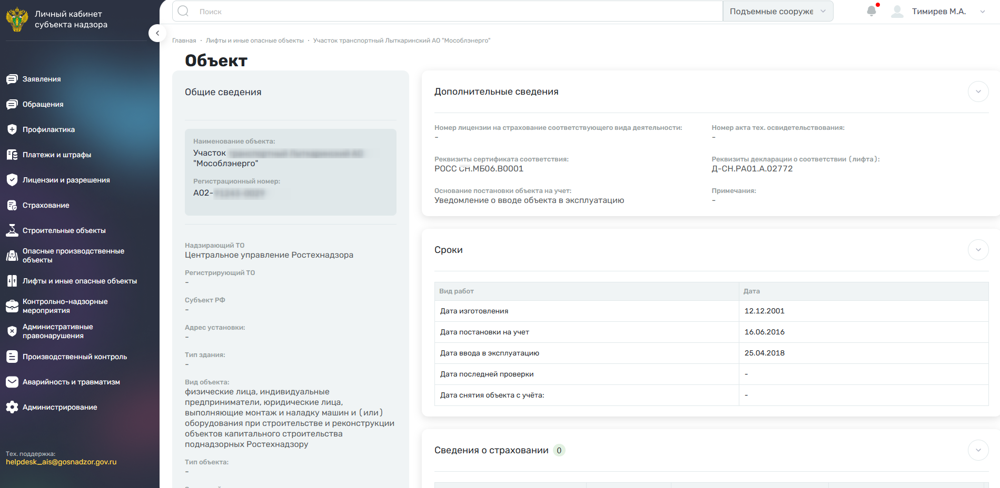 Личный кабинет
субъекта надзора
Заявления
Обращения
Профилактика
Платежи и штрафы
Лицензии и разрешения
Страхование
Строительные объекты
Опасные производственные
объекты
Лифты и иные опасные объекты
Контрольно-надзорные
мероприятия
Административные
правонарушения
Производственный контроль
Аварийность и травматизм
Администрирование
Тех. поддержка:
helpdesk_ais@gosnadzor.gov.ru
Поиск
Подъемные сооруже
Тимирев М.А.
Главная · Лифты и иные опасные объекты · Участок транспортный Лыткаринский АО "Мособлэнерго"
Объект
Общие сведения
Наименование объекта:
Участок
"Мособлэнерго"
Регистрационный номер:
А02-
Надзирающий ТО
Центральное управление Ростехнадзора
Регистрирующий ТО
-
Субъект РФ
-
Адрес установки:
-
Тип здания:
-
Вид объекта:
физические лица, индивидуальные
предприниматели, юридические лица,
выполняющие монтаж и наладку машин и (или)
оборудования при строительстве и реконструкции
объектов капитального строительства
поднадзорных Ростехнадзору
Тип объекта:
-
Дополнительные сведения
Номер лицензии на страхование соответствующего вида деятельности:
-
Номер акта тех. освидетельствования:
-
Реквизиты сертификата соответствия:
РОСС CH.МБ06.В0001
Реквизиты декларации о соответствии (лифта):
Д-CH.РА01.А.02772
Основание постановки объекта на учет:
Уведомление о вводе объекта в эксплуатацию
Примечания:
-
Сроки
Вид работ Дата
Дата изготовления 12.12.2001
Дата постановки на учет 16.06.2016
Дата ввода в эксплуатацию 25.04.2018
Дата последней проверки -
Дата снятия объекта с учёта: -
Сведения о страховании 0